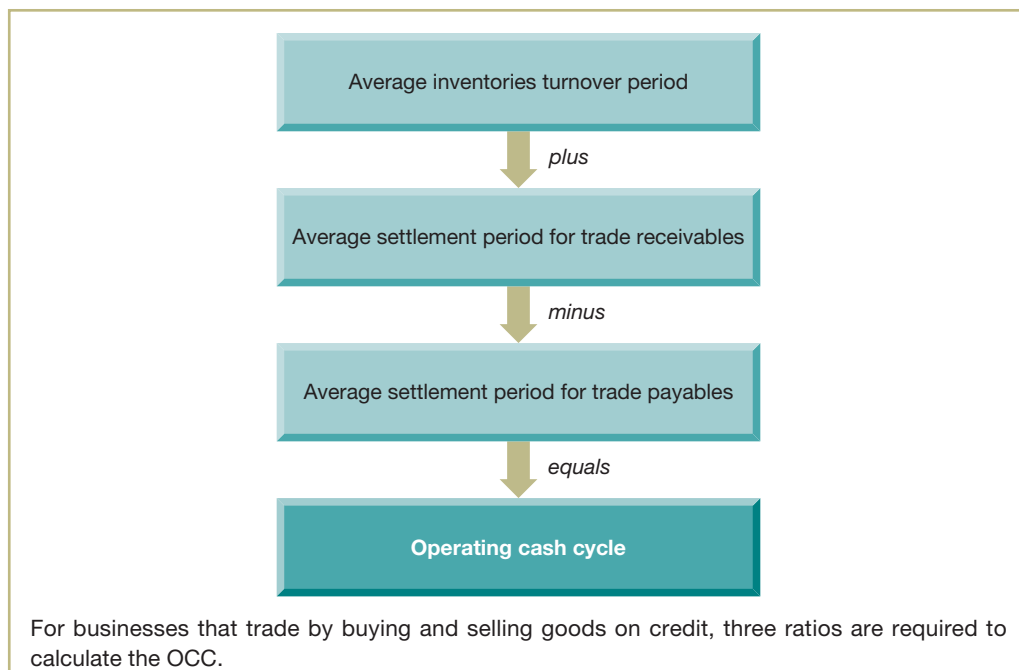 Average inventories turnover period
plus
Average settlement period for trade receivables
minus
Average settlement period for trade payables
equals
Operating cash cycle
For businesses that trade by buying and selling goods on credit, three ratios are required to
calculate the OCC.